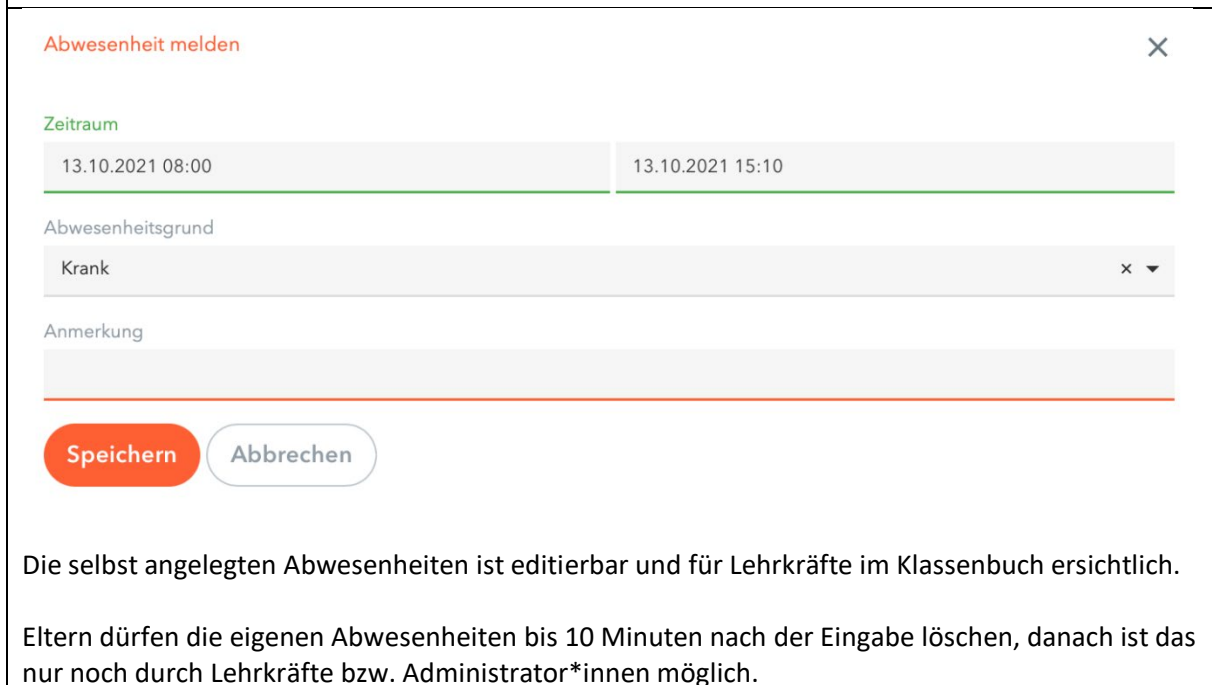 Abwesenheit melden
Zeitraum
13.10.2021 08:00 13.10.2021 15:10
Abwesenheitsgrund
Krank
Anmerkung
Speichern Abbrechen
Die selbst angelegten Abwesenheiten ist editierbar und für Lehrkräfte im Klassenbuch ersichtlich.
Eltern dürfen die eigenen Abwesenheiten bis 10 Minuten nach der Eingabe löschen, danach ist das
nur noch durch Lehrkräfte bzw. Administrator*innen möglich.